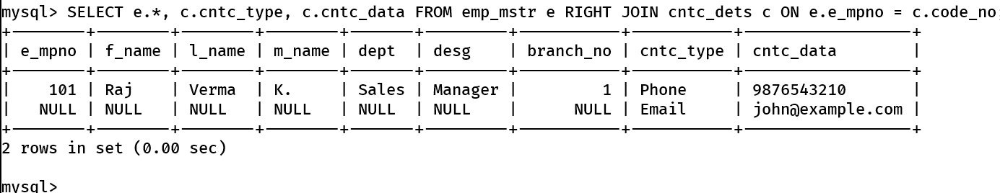 mysql> SELECT e.*, c.cntc_type, c.cntc_data FROM emp_mstr e RIGHT JOIN cntc_dets c ON e.e_mpno = c.code_no;
+-------+--------+--------+--------+-------+---------+-----------+-----------+------------------+
| e_mpno | f_name | l_name | m_name | dept | desg | branch_no | cntc_type | cntc_data |
+-------+--------+--------+--------+-------+---------+-----------+-----------+------------------+
| 101 | Raj | Verma | K. | Sales | Manager | 1 | Phone | 9876543210 |
| NULL | NULL | NULL | NULL | NULL | NULL | NULL | Email | john@example.com |
+-------+--------+--------+--------+-------+---------+-----------+-----------+------------------+
2 rows in set (0.00 sec)
mysql>